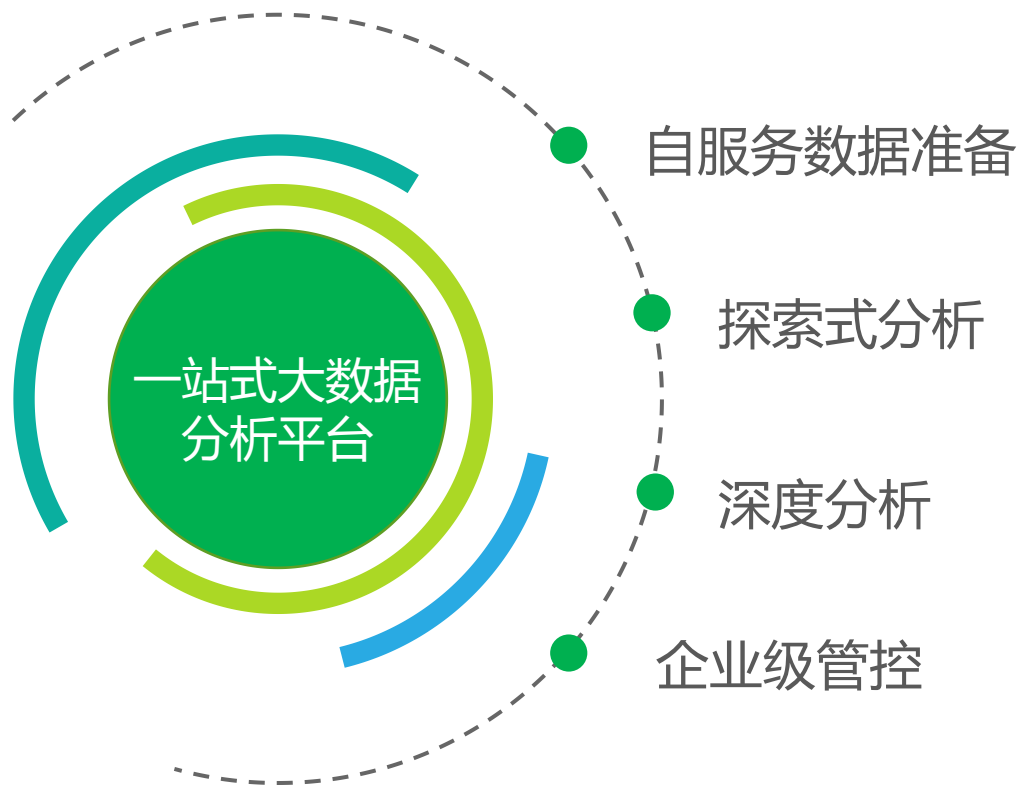 一站式大数据
分析平台
自服务数据准备
探索式分析
深度分析
企业级管控